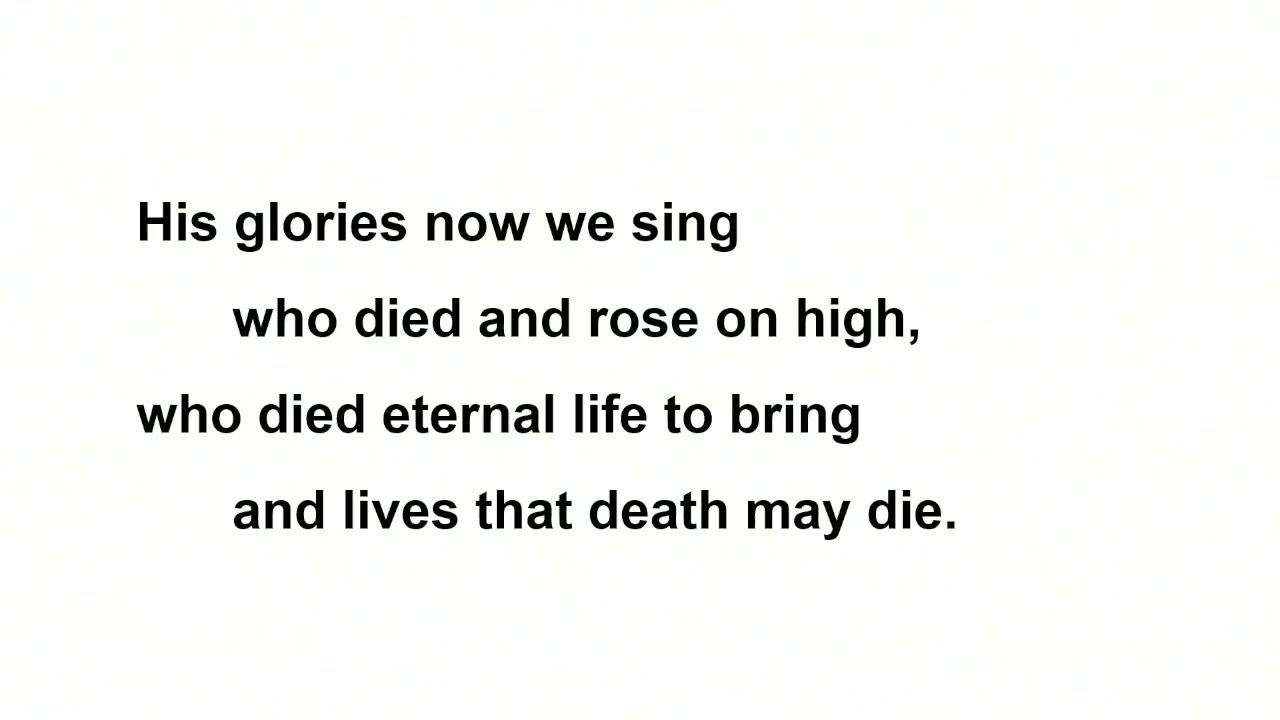 His glories now we sing
who died and rose on high,
who died eternal life to bring
and lives that death may die.